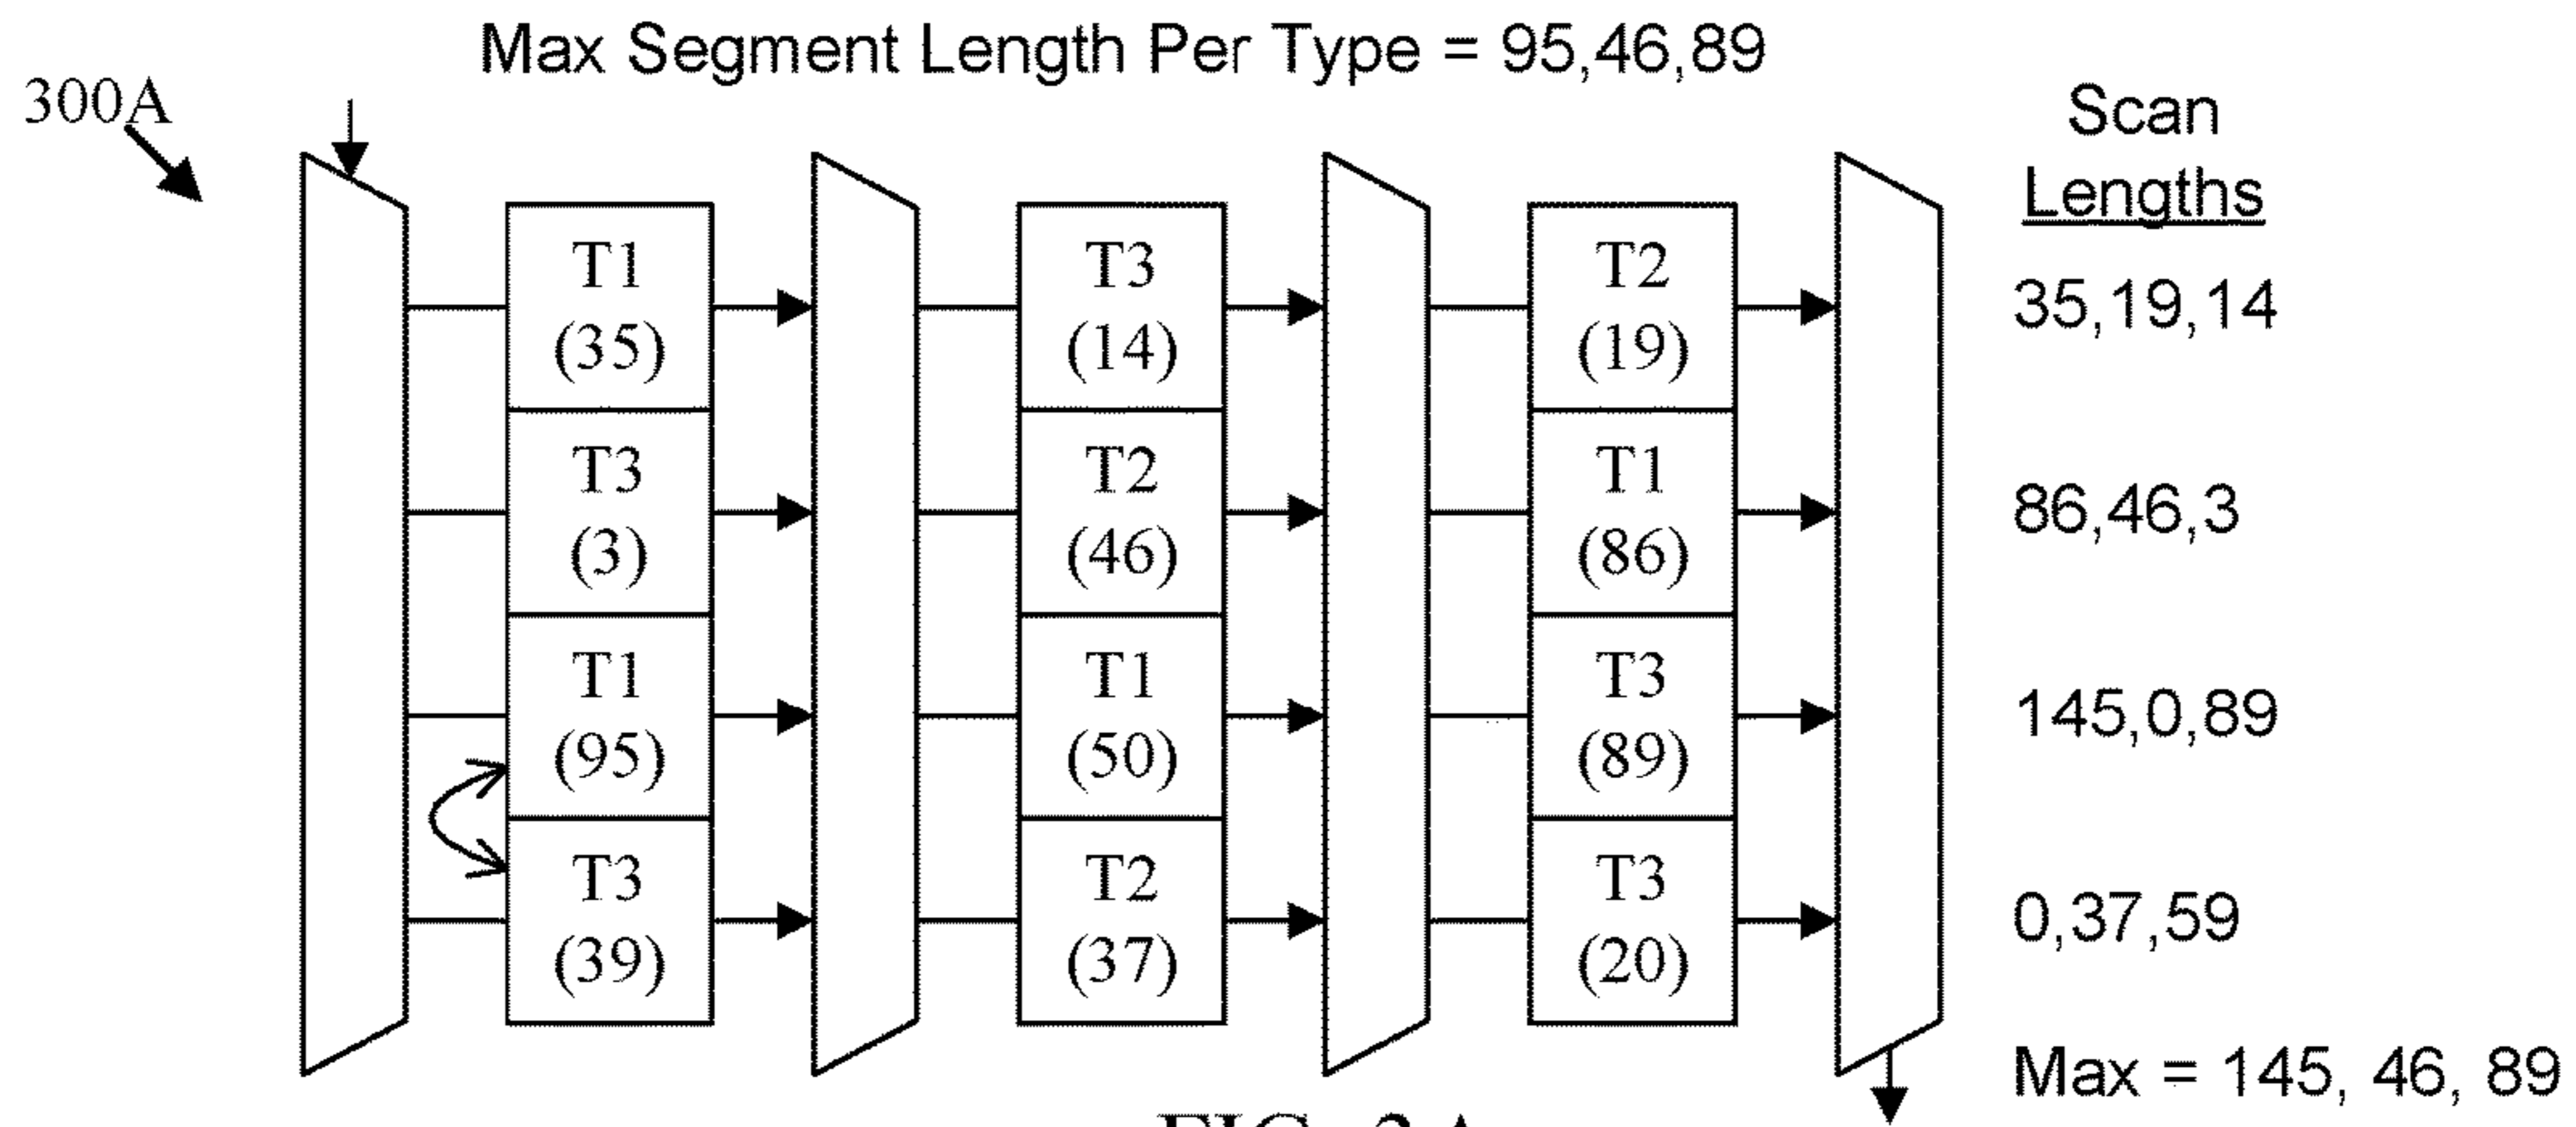 Max Segment Length Per Type = 95,46,89
300A
Scan
Lengths
T1 T3 T2
(35) (14) (19)
35,19,14
T3 T2 T1
(3) (46) (86)
86,46,3
T1 T1 T3
(95) (50) (89)
145,0,89
T3 T2 T3
(39) (37) (20)
0,37,59
Max = 145, 46, 89